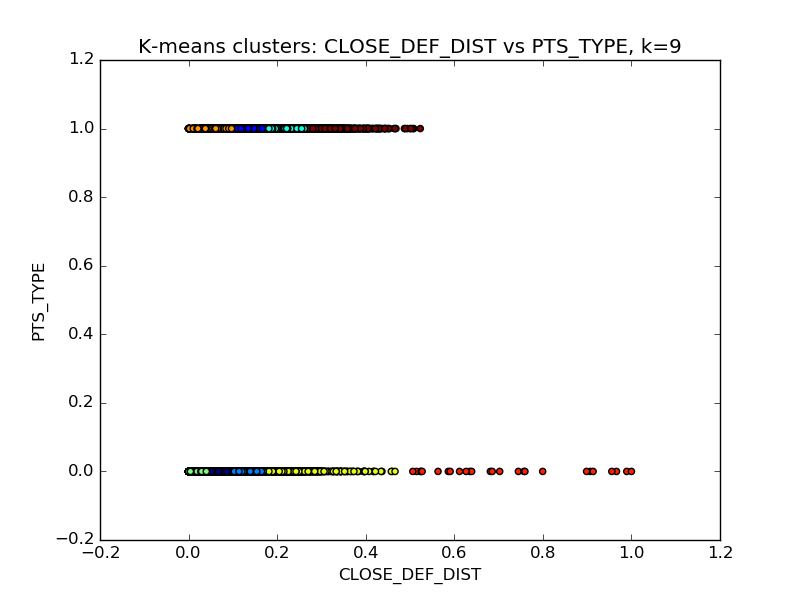 K-means clusters: CLOSE_DEF_DIST vs PTS_TYPE, k=9
1.2
1.0
0.8
0.6
0.4
0.2
0.0
−0.2
PTS_TYPE
−0.2 0.0 0.2 0.4 0.6 0.8 1.0 1.2
CLOSE_DEF_DIST